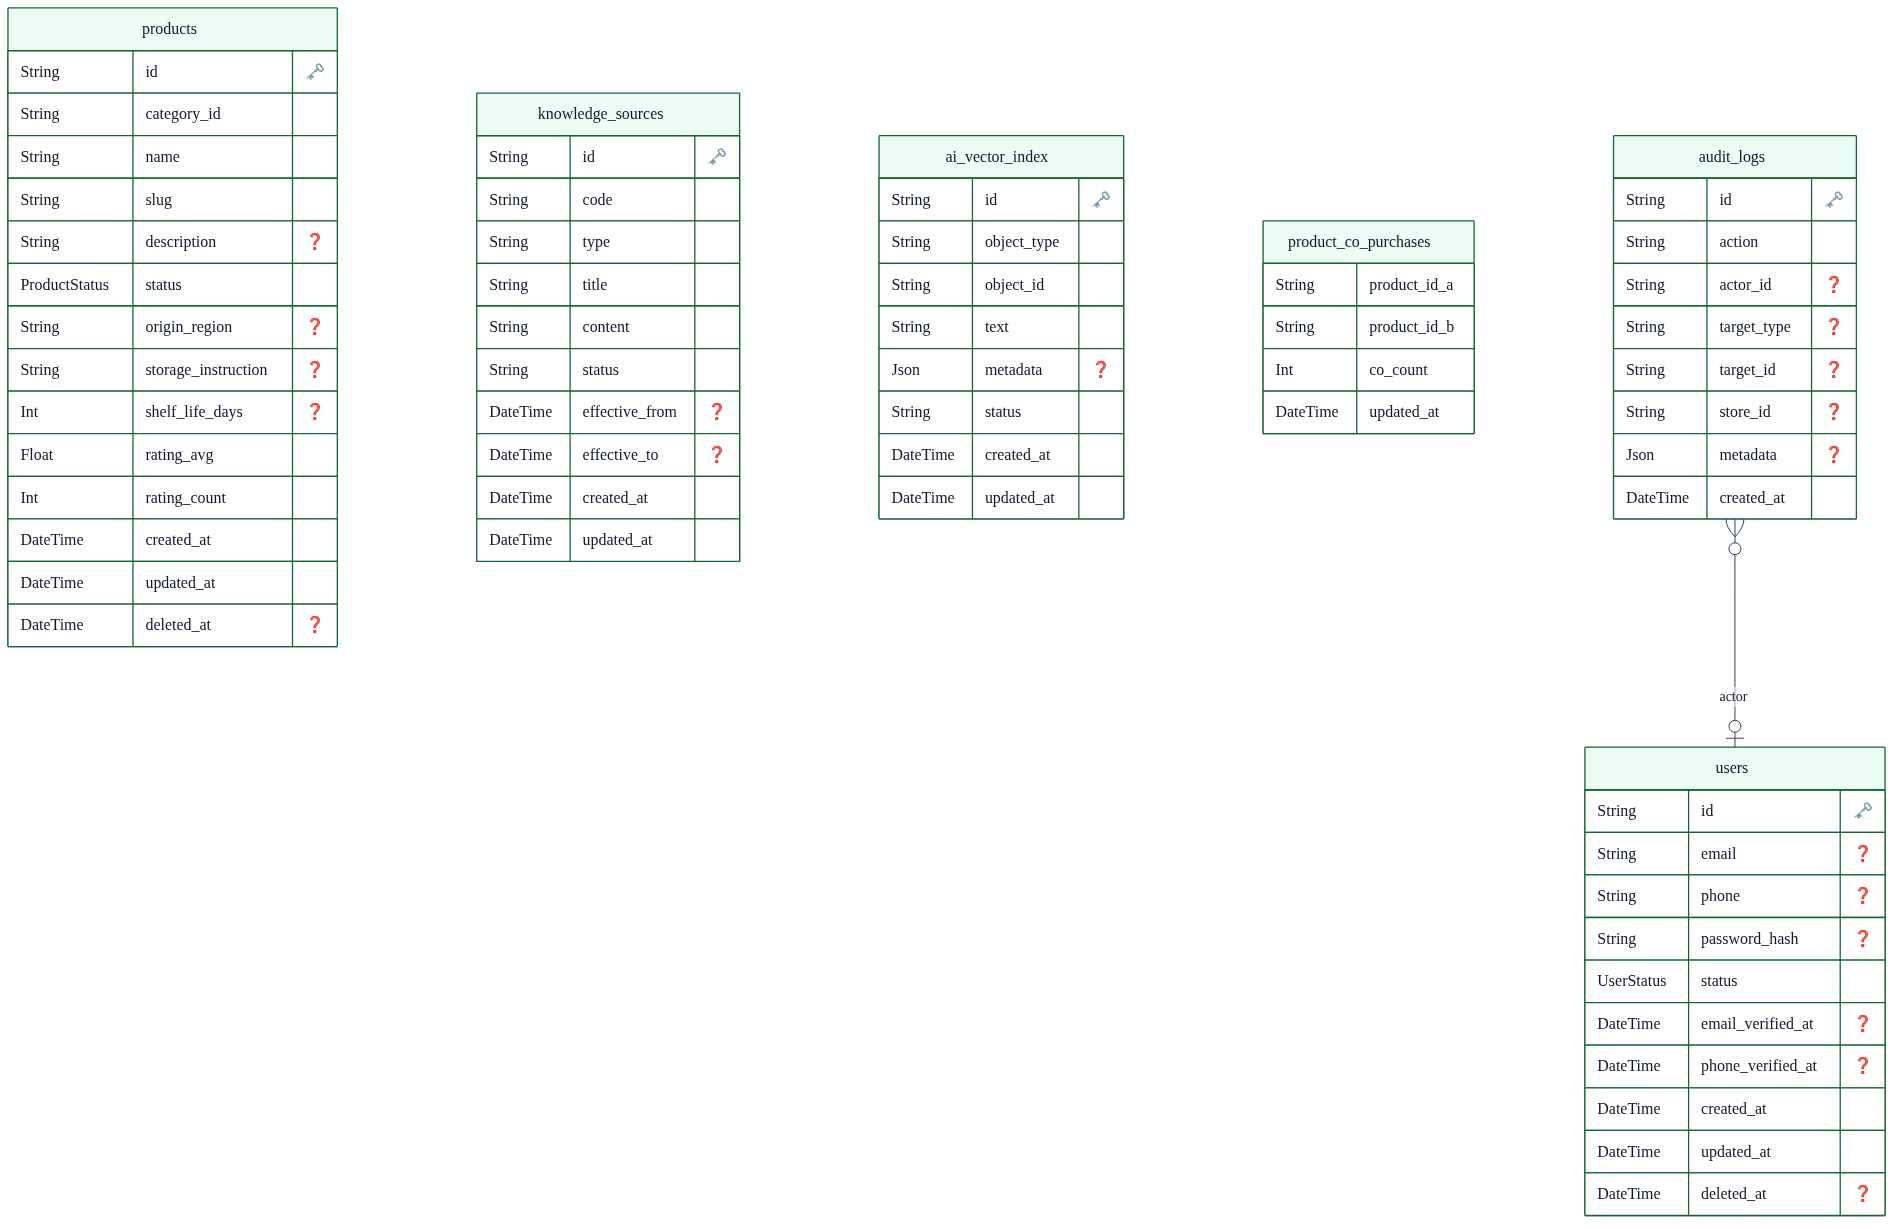 products
String id 🗝️
String category_id
String name
String slug
String description ❓
ProductStatus status
String origin_region ❓
String storage_instruction ❓
Int shelf_life_days ❓
Float rating_avg
Int rating_count
DateTime created_at
DateTime updated_at
DateTime deleted_at ❓
knowledge_sources
String id 🗝️
String code
String type
String title
String content
String status
DateTime effective_from ❓
DateTime effective_to ❓
DateTime created_at
DateTime updated_at
ai_vector_index
String id 🗝️
String object_type
String object_id
String text
Json metadata ❓
String status
DateTime created_at
DateTime updated_at
product_co_purchases
String product_id_a
String product_id_b
Int co_count
DateTime updated_at
audit_logs
String id 🗝️
String action
String actor_id ❓
String target_type ❓
String target_id ❓
String store_id ❓
Json metadata ❓
DateTime created_at
actor
users
String id 🗝️
String email ❓
String phone ❓
String password_hash ❓
UserStatus status
DateTime email_verified_at ❓
DateTime phone_verified_at ❓
DateTime created_at
DateTime updated_at
DateTime deleted_at ❓